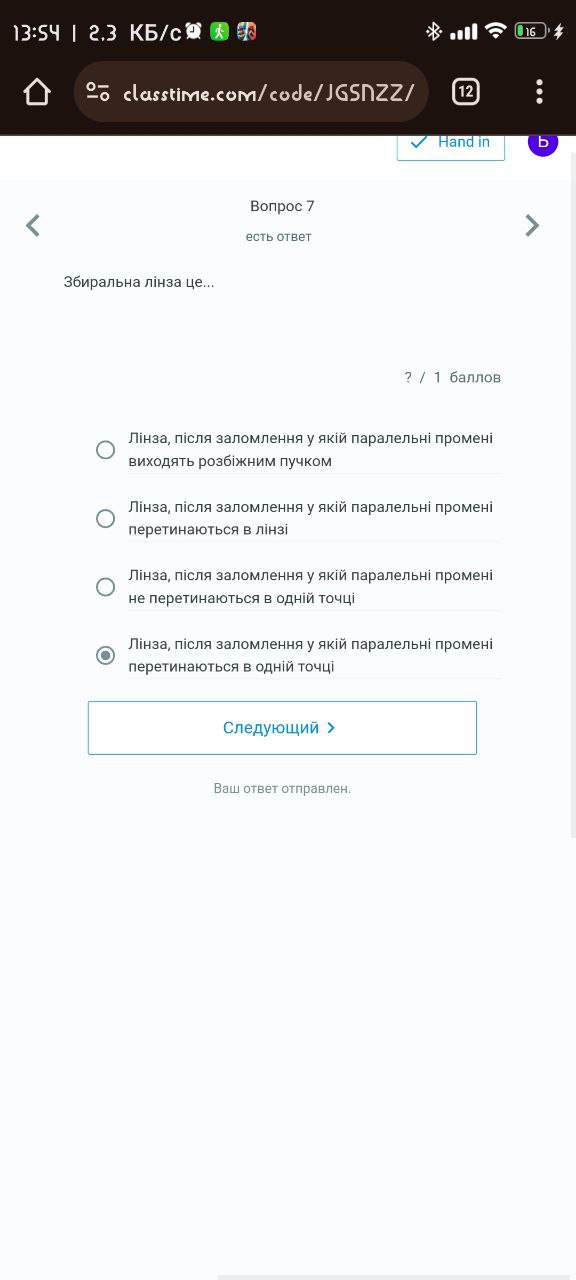 13:54 | 2.3 КБ/с 16
classtime.com/code/JGSNZZ/ 12
Hand in Б
Вопрос 7
есть ответ
Збиральна лінза це...
? / 1 баллов
Лінза, після заломлення у якій паралельні промені
виходять розбіжним пучком
Лінза, після заломлення у якій паралельні промені
перетинаються в лінзі
Лінза, після заломлення у якій паралельні промені
не перетинаються в одній точці
Лінза, після заломлення у якій паралельні промені
перетинаються в одній точці
Следующий
Ваш ответ отправлен.